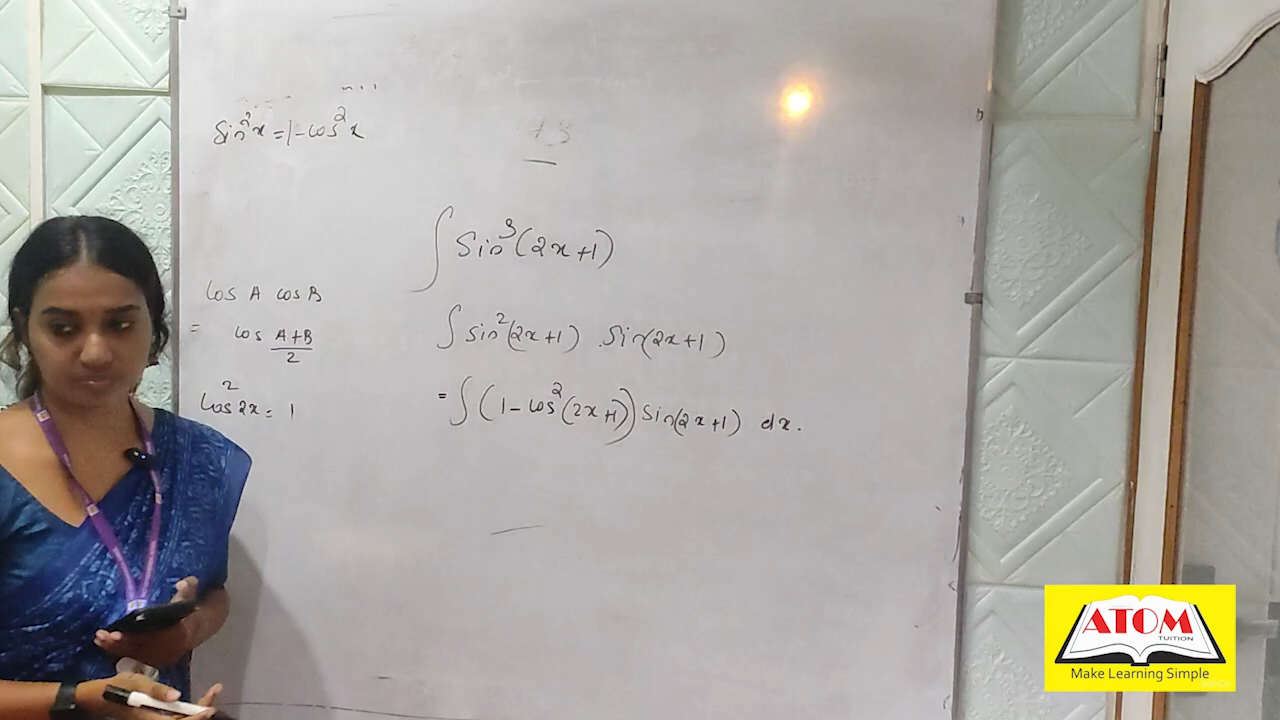 Sin²x = 1 - cos²x
∫ Sin³(2x+1)
∫ Sin²(2x+1) . Sin(2x+1)
= ∫ (1 - cos²(2x+1)) Sin(2x+1) dx.
Cos A Cos B
= Cos A+B/2
Cos²2x = 1
ATOM
TUITION
Make Learning Simple